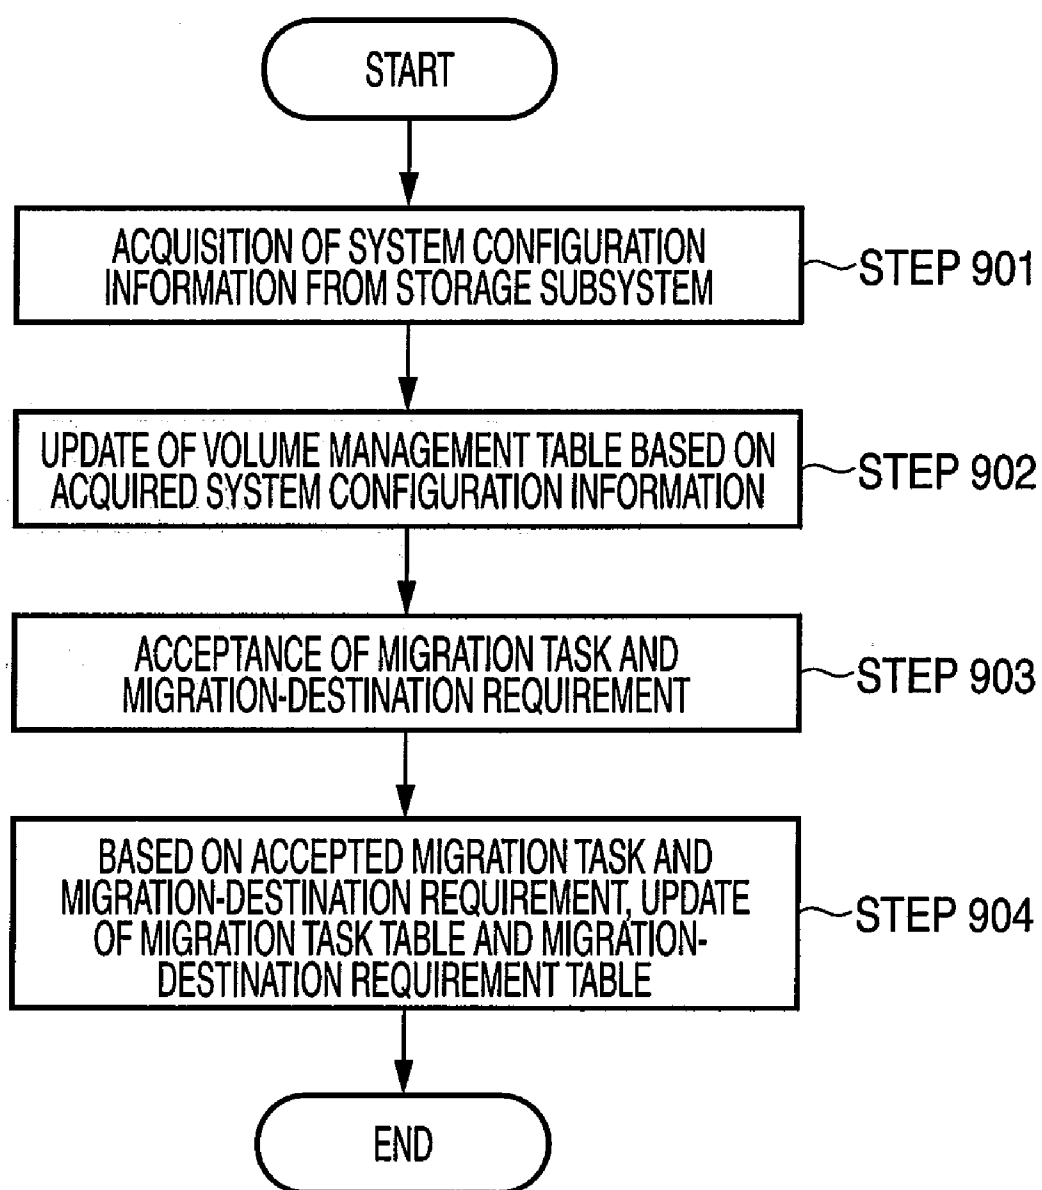 START
ACQUISITION OF SYSTEM CONFIGURATION
INFORMATION FROM STORAGE SUBSYSTEM
STEP 901
UPDATE OF VOLUME MANAGEMENT TABLE BASED ON
ACQUIRED SYSTEM CONFIGURATION INFORMATION
STEP 902
ACCEPTANCE OF MIGRATION TASK AND
MIGRATION-DESTINATION REQUIREMENT
STEP 903
BASED ON ACCEPTED MIGRATION TASK AND
MIGRATION-DESTINATION REQUIREMENT, UPDATE
OF MIGRATION TASK TABLE AND MIGRATION-
DESTINATION REQUIREMENT TABLE
STEP 904
END